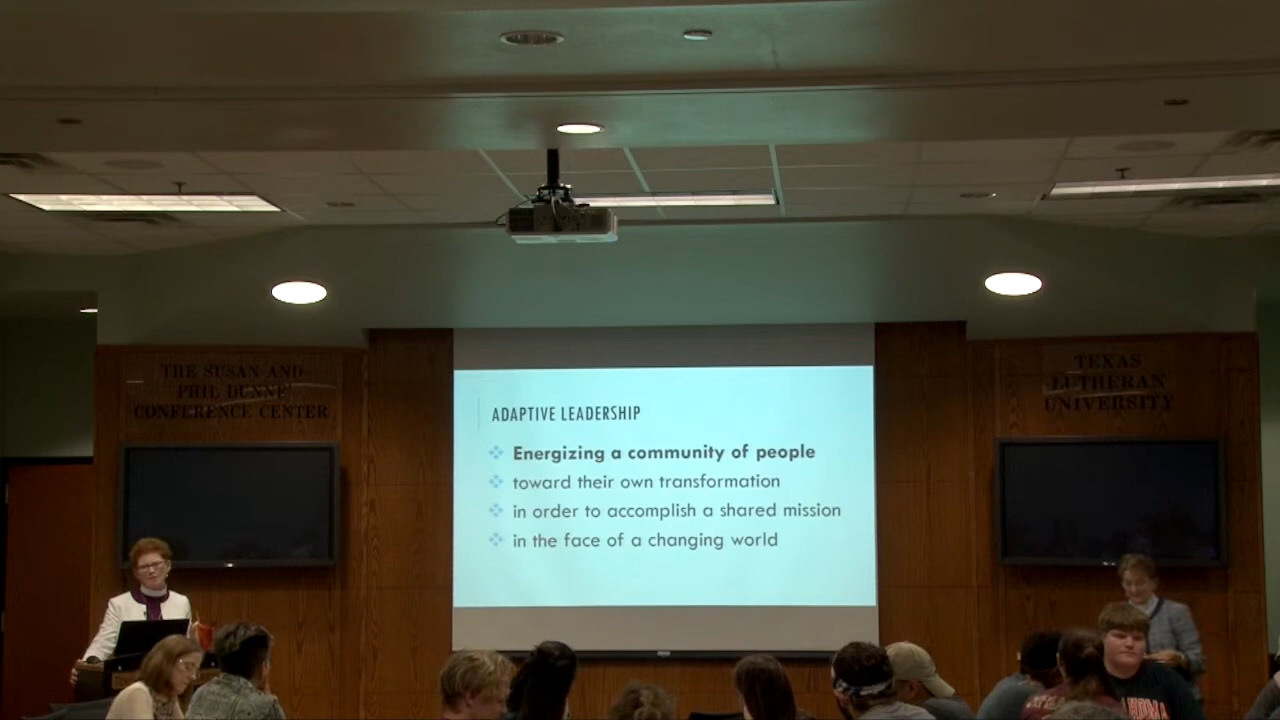 THE SUSAN AND
PHIL DUNNE
CONFERENCE CENTER
TEXAS
LUTHERAN
UNIVERSITY
ADAPTIVE LEADERSHIP
Energizing a community of people
toward their own transformation
in order to accomplish a shared mission
in the face of a changing world